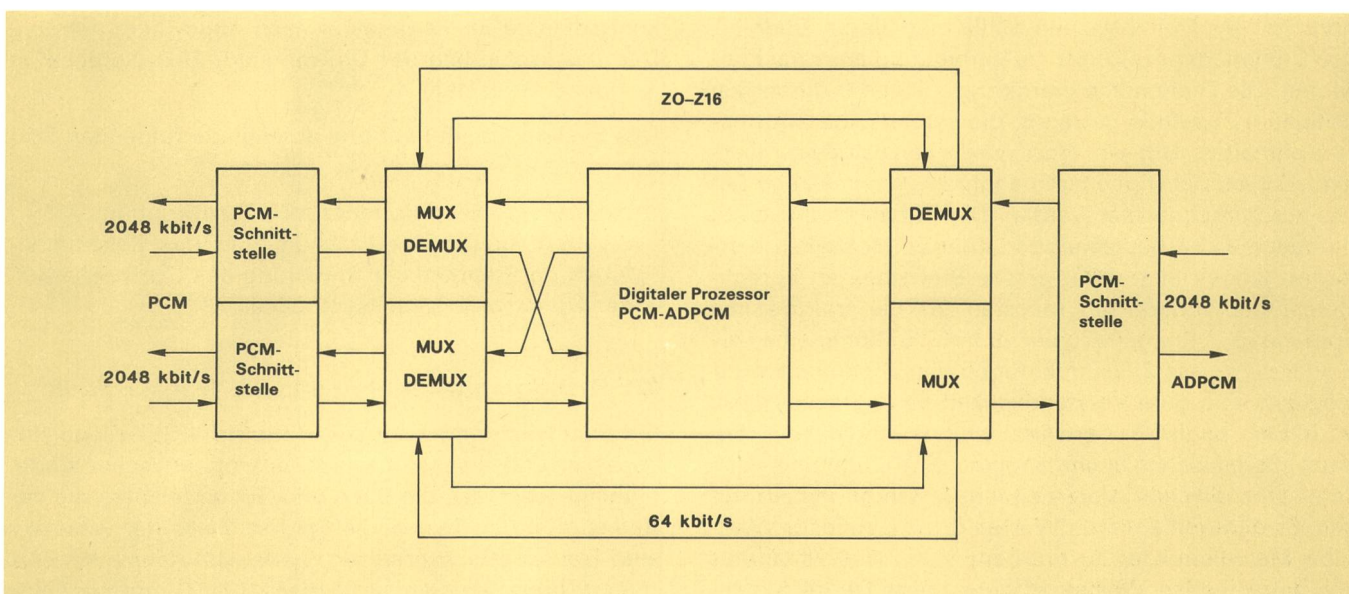 ZO–Z16
PCM-
Schnitt-
stelle
MUX
DEMUX
2048 kbit/s
PCM
PCM-
Schnitt-
stelle
MUX
DEMUX
2048 kbit/s
Digitaler Prozessor
PCM-ADPCM
DEMUX
MUX
PCM-
Schnitt-
stelle
2048 kbit/s
ADPCM
64 kbit/s